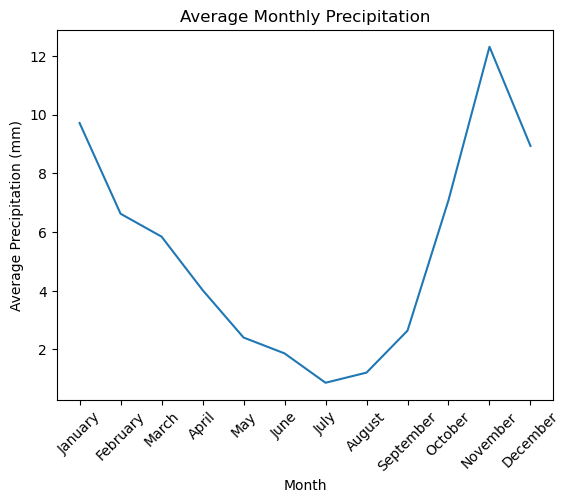 Average Monthly Precipitation
Average Precipitation (mm)
12
10
8
6
4
2
January
February
March
April
May
June
July
August
September
October
November
December
Month